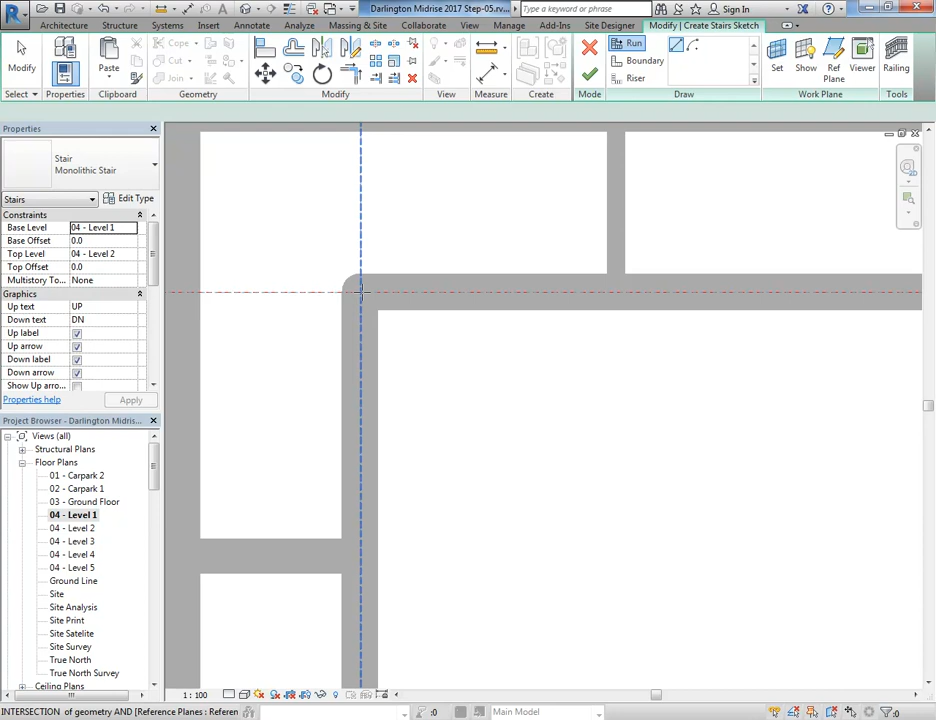 Darlington Midrise 2017 Step-05.rv...
Type a keyword or phrase
Sign In
Architecture Structure Systems Insert Annotate Analyze Massing & Site Collaborate View Manage Add-Ins Site Designer Modify | Create Stairs Sketch
Modify
Paste
Cope
Cut
Join
Run
Boundary
Riser
Set
Show
Ref
Plane
Viewer
Railing
Select
Properties
Clipboard
Geometry
Modify
View
Measure
Create
Mode
Draw
Work Plane
Tools
Properties
Stair
Monolithic Stair
Stairs
Edit Type
Constraints
Base Level 04 - Level 1
Base Offset 0.0
Top Level 04 - Level 2
Top Offset 0.0
Multistory To... None
Graphics
Up text UP
Down text DN
Up label
Up arrow
Down label
Down arrow
Show Up arro...
Properties help
Apply
Project Browser - Darlington Midris...
Views (all)
Structural Plans
Floor Plans
01 - Carpark 2
02 - Carpark 1
03 - Ground Floor
04 - Level 1
04 - Level 2
04 - Level 3
04 - Level 4
04 - Level 5
Ground Line
Site
Site Analysis
Site Print
Site Satelite
Site Survey
True North
True North Survey
Ceiling Plans
1 : 100
INTERSECTION of geometry AND [Reference Planes : Referen
:0
Main Model
:0